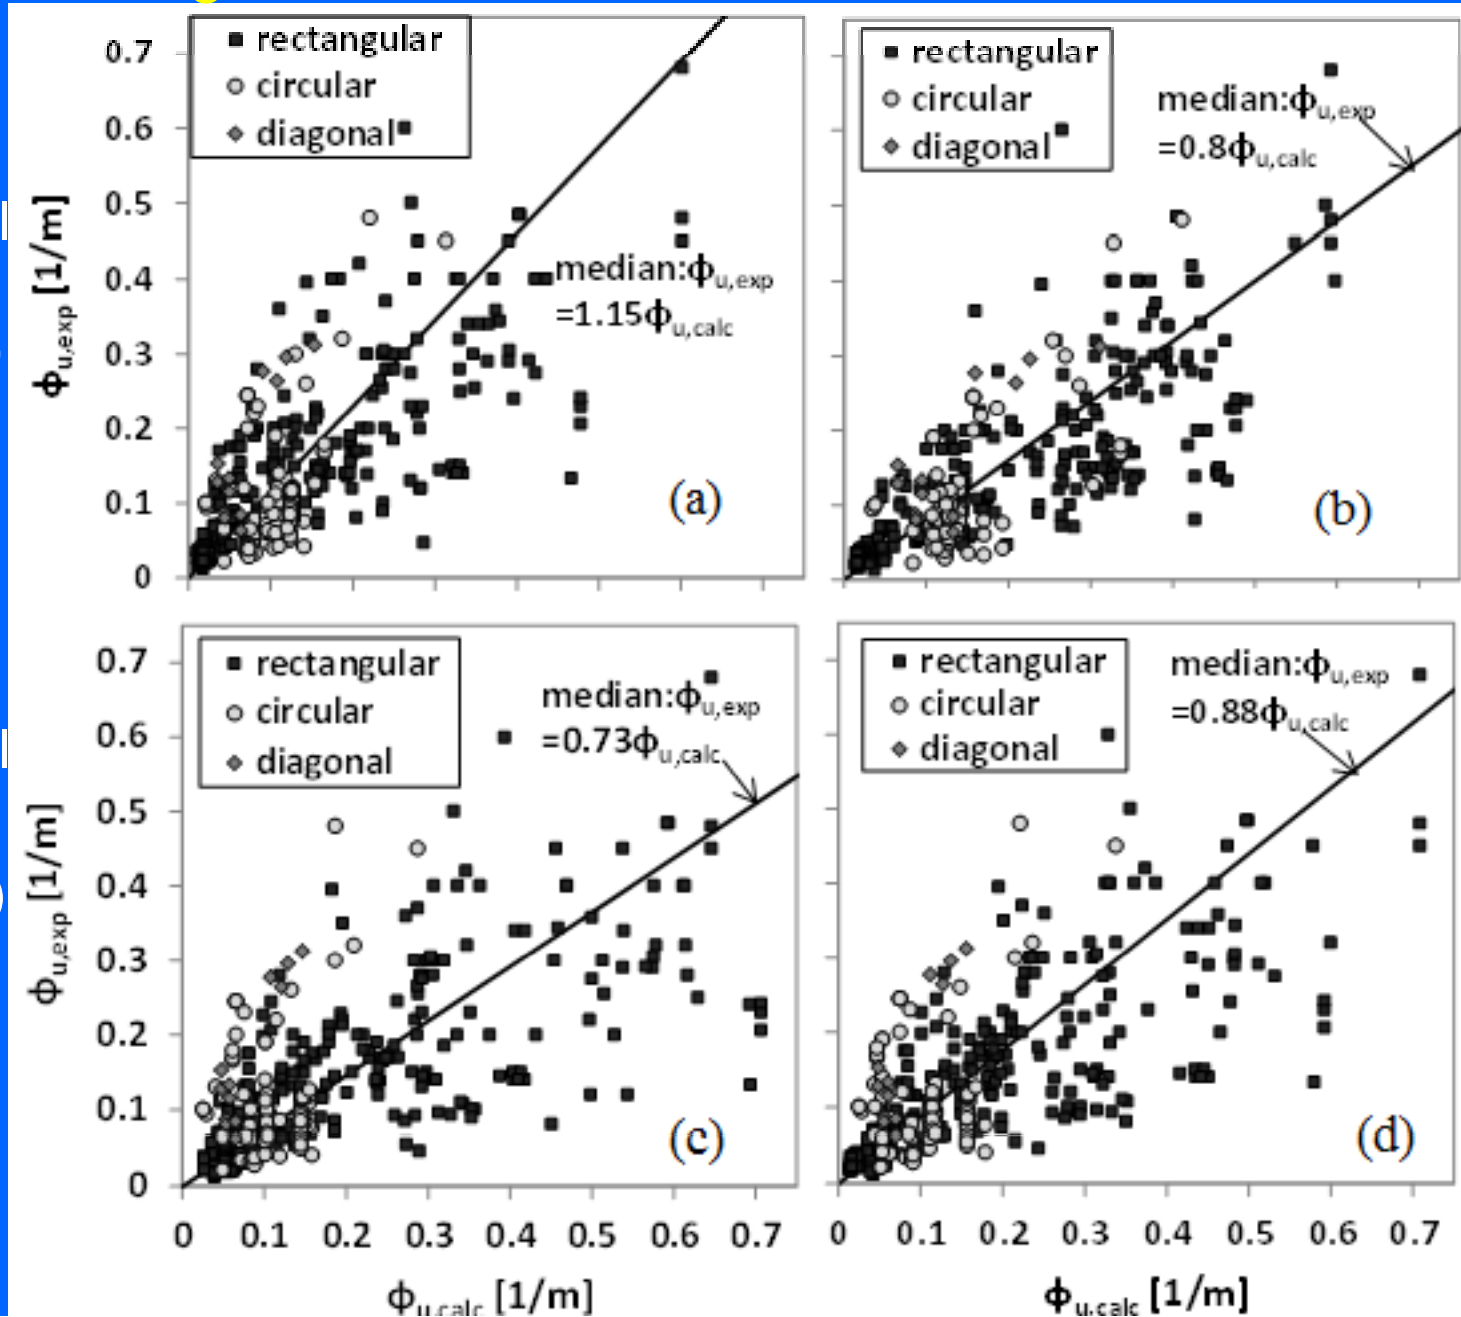 rectangular
circular
diagonal
median:ϕu,exp
=1.15ϕu,calc
(a)
ϕu,exp [1/m]
0.7
0.6
0.5
0.4
0.3
0.2
0.1
0
rectangular
circular
diagonal
median:ϕu,exp
=0.8ϕu,calc
(b)
rectangular
circular
diagonal
median:ϕu,exp
=0.73ϕu,calc
(c)
ϕu,exp [1/m]
0.7
0.6
0.5
0.4
0.3
0.2
0.1
0
0 0.1 0.2 0.3 0.4 0.5 0.6 0.7
ϕu,calc [1/m]
rectangular
circular
diagonal
median:ϕu,exp
=0.88ϕu,calc
(d)
0 0.1 0.2 0.3 0.4 0.5 0.6 0.7
ϕu,calc [1/m]